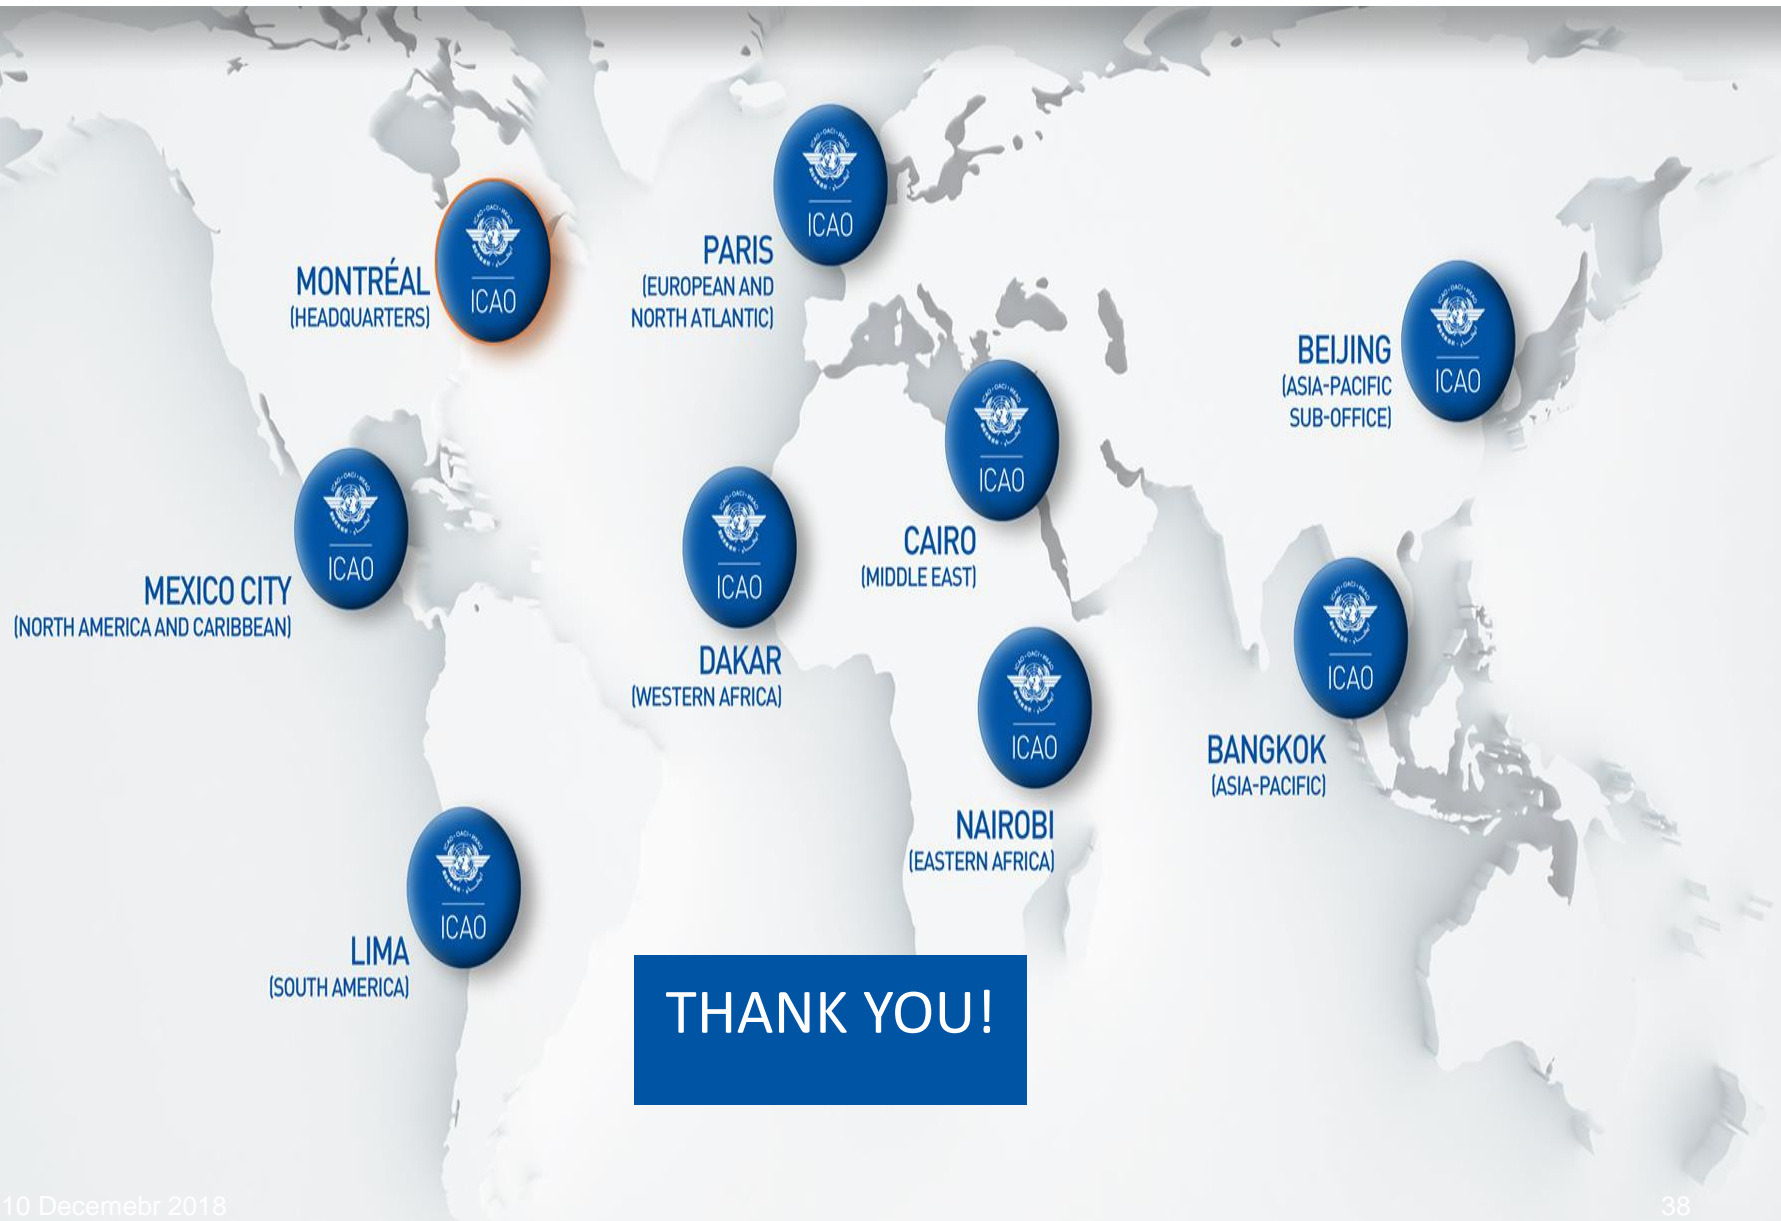 ICAO
PARIS
(EUROPEAN AND
NORTH ATLANTIC)
ICAO
MONTRÉAL
(HEADQUARTERS)
ICAO
BEIJING
(ASIA-PACIFIC
SUB-OFFICE)
ICAO
CAIRO
(MIDDLE EAST)
ICAO
MEXICO CITY
(NORTH AMERICA AND CARIBBEAN)
ICAO
DAKAR
(WESTERN AFRICA)
ICAO
BANGKOK
(ASIA-PACIFIC)
ICAO
NAIROBI
(EASTERN AFRICA)
ICAO
LIMA
(SOUTH AMERICA)
THANK YOU!
10 Decemebr 2018
38